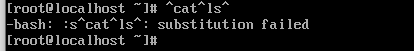 [root@localhost ~]# ^cat^ls^
-bash: :s^cat^ls^: substitution failed
[root@localhost ~]#